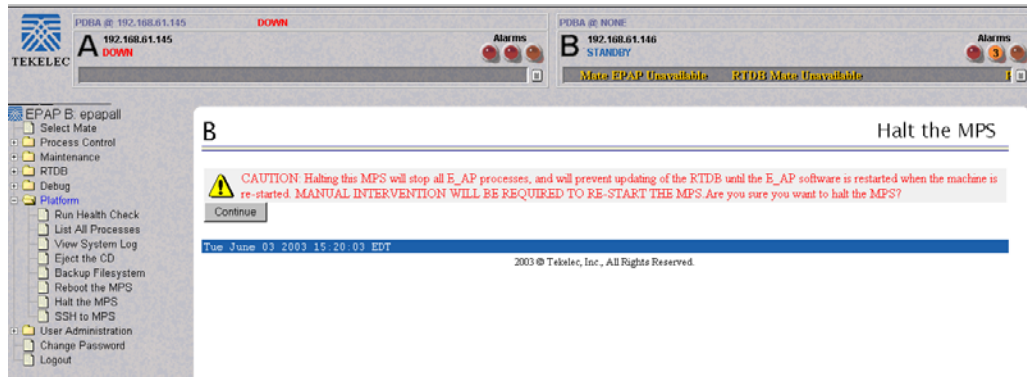 PDBA @ 192.168.61.145 DOWN
A 192.168.61.145
DOWN
Alarms
TEKELEC
PDBA @ NONE
B 192.168.61.146
STANDBY
Alarms
3
Mate EPAP Unavailable RTDB Mate Unavailable
EPAP B: epapall
Select Mate
Process Control
Maintenance
RTDB
Debug
Platform
Run Health Check
List All Processes
View System Log
Eject the CD
Backup Filesystem
Reboot the MPS
Halt the MPS
SSH to MPS
User Administration
Change Password
Logout
B Halt the MPS
CAUTION: Halting this MPS will stop all E_AP processes, and will prevent updating of the RTDB until the E_AP software is restarted when the machine is
re-started. MANUAL INTERVENTION WILL BE REQUIRED TO RE-START THE MPS.Are you sure you want to halt the MPS?
Continue
Tue June 03 2003 15:20:03 EDT
2003 © Tekelec, Inc., All Rights Reserved.